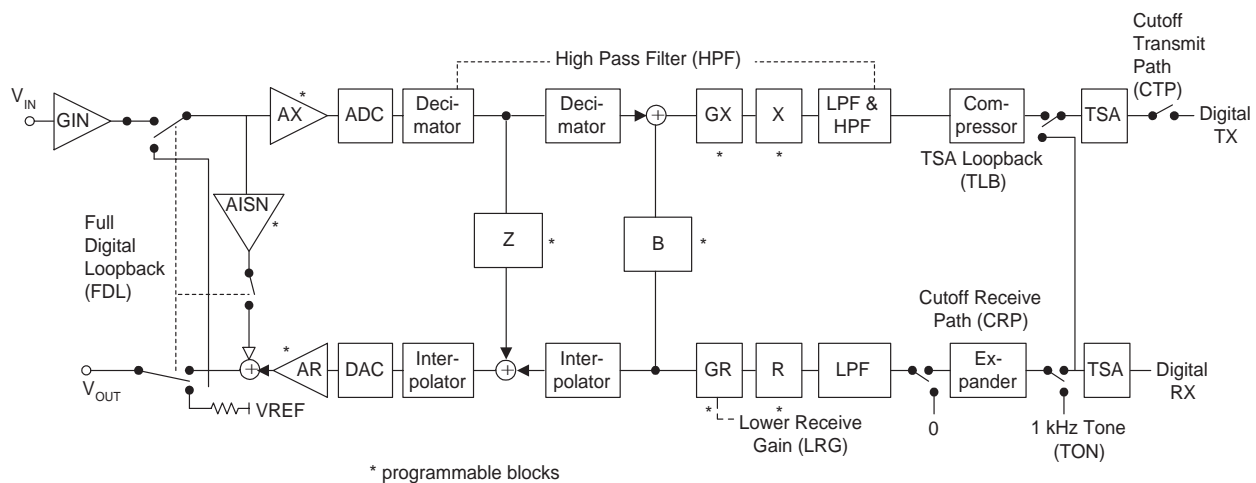 High Pass Filter (HPF)
Cutoff
Transmit
Path
(CTP)
VIN
GIN
AX
*
ADC
Deci-
mator
Deci-
mator
+
GX
*
X
*
LPF &
HPF
Com-
pressor
TSA
Digital
TX
TSA Loopback
(TLB)
AISN
*
Full
Digital
Loopback
(FDL)
Z
*
B
*
Cutoff Receive
Path (CRP)
VOUT
+
*
AR
DAC
Inter-
polator
+
Inter-
polator
GR
*
R
*
LPF
Ex-
pander
TSA
Digital
RX
VREF
Lower Receive
Gain (LRG)
0
1 kHz Tone
(TON)
* programmable blocks